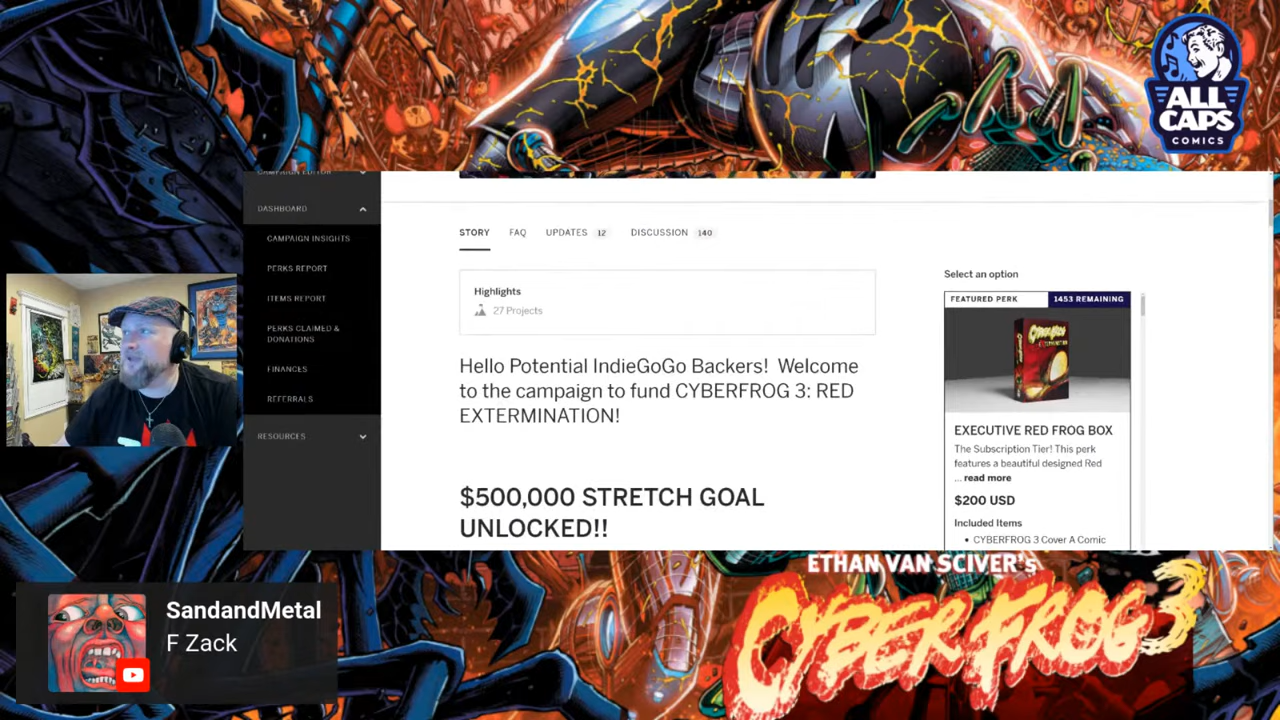 ALL
CAPS
COMICS
CAMPAIGN EDITOR
DASHBOARD
CAMPAIGN INSIGHTS
PERKS REPORT
ITEMS REPORT
PERKS CLAIMED &
DONATIONS
FINANCES
REFERRALS
RESOURCES
STORY FAQ UPDATES 12 DISCUSSION 140
Highlights
27 Projects
Hello Potential IndieGoGo Backers! Welcome
to the campaign to fund CYBERFROG 3: RED
EXTERMINATION!
$500,000 STRETCH GOAL
UNLOCKED!!
Select an option
FEATURED PERK 1453 REMAINING
CYBERFROG
EXECUTIVE RED FROG BOX
The Subscription Tier! This perk
features a beautiful designed Red
... read more
$200 USD
Included Items
• CYBERFROG 3 Cover A Comic
SandandMetal
F Zack
ETHAN VAN SCIVER's
CYBERFROG 3